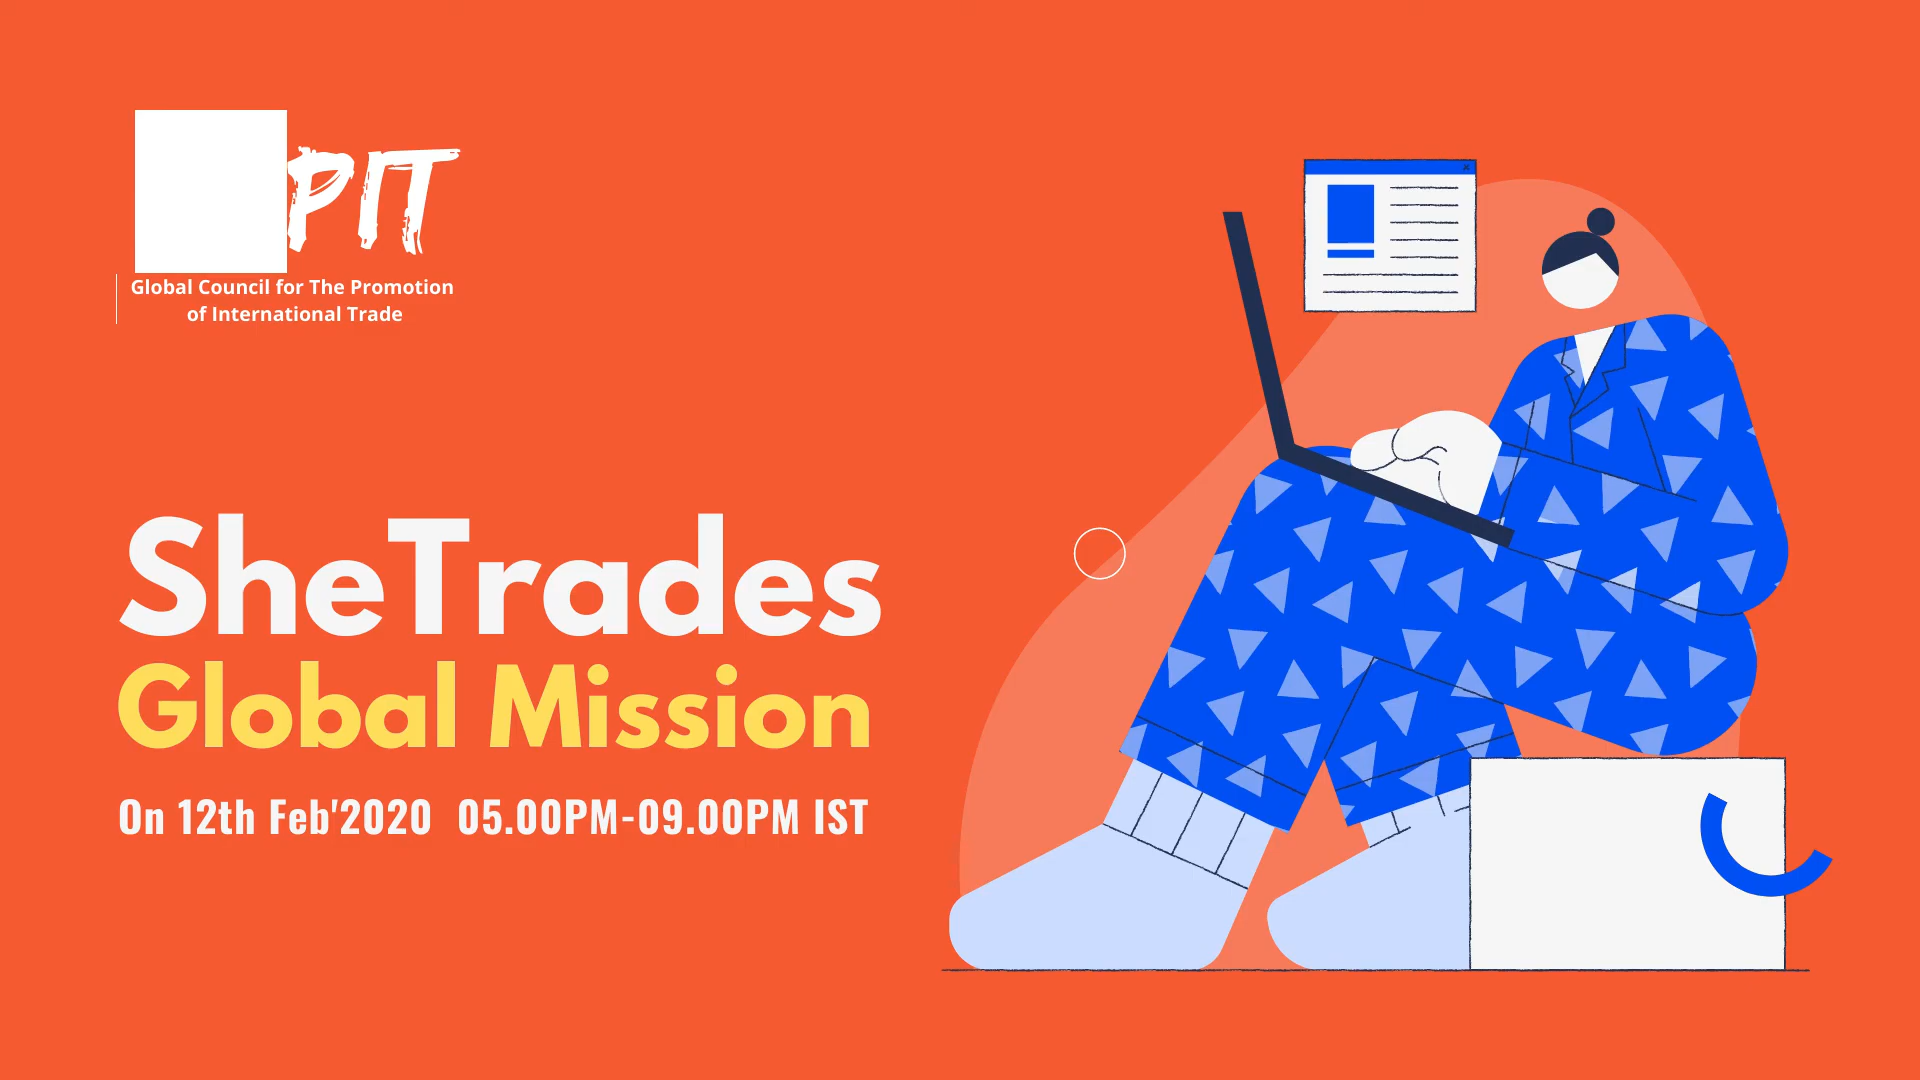 PIT
Global Council for The Promotion
of International Trade
SheTrades
Global Mission
On 12th Feb'2020 05.00PM-09.00PM IST